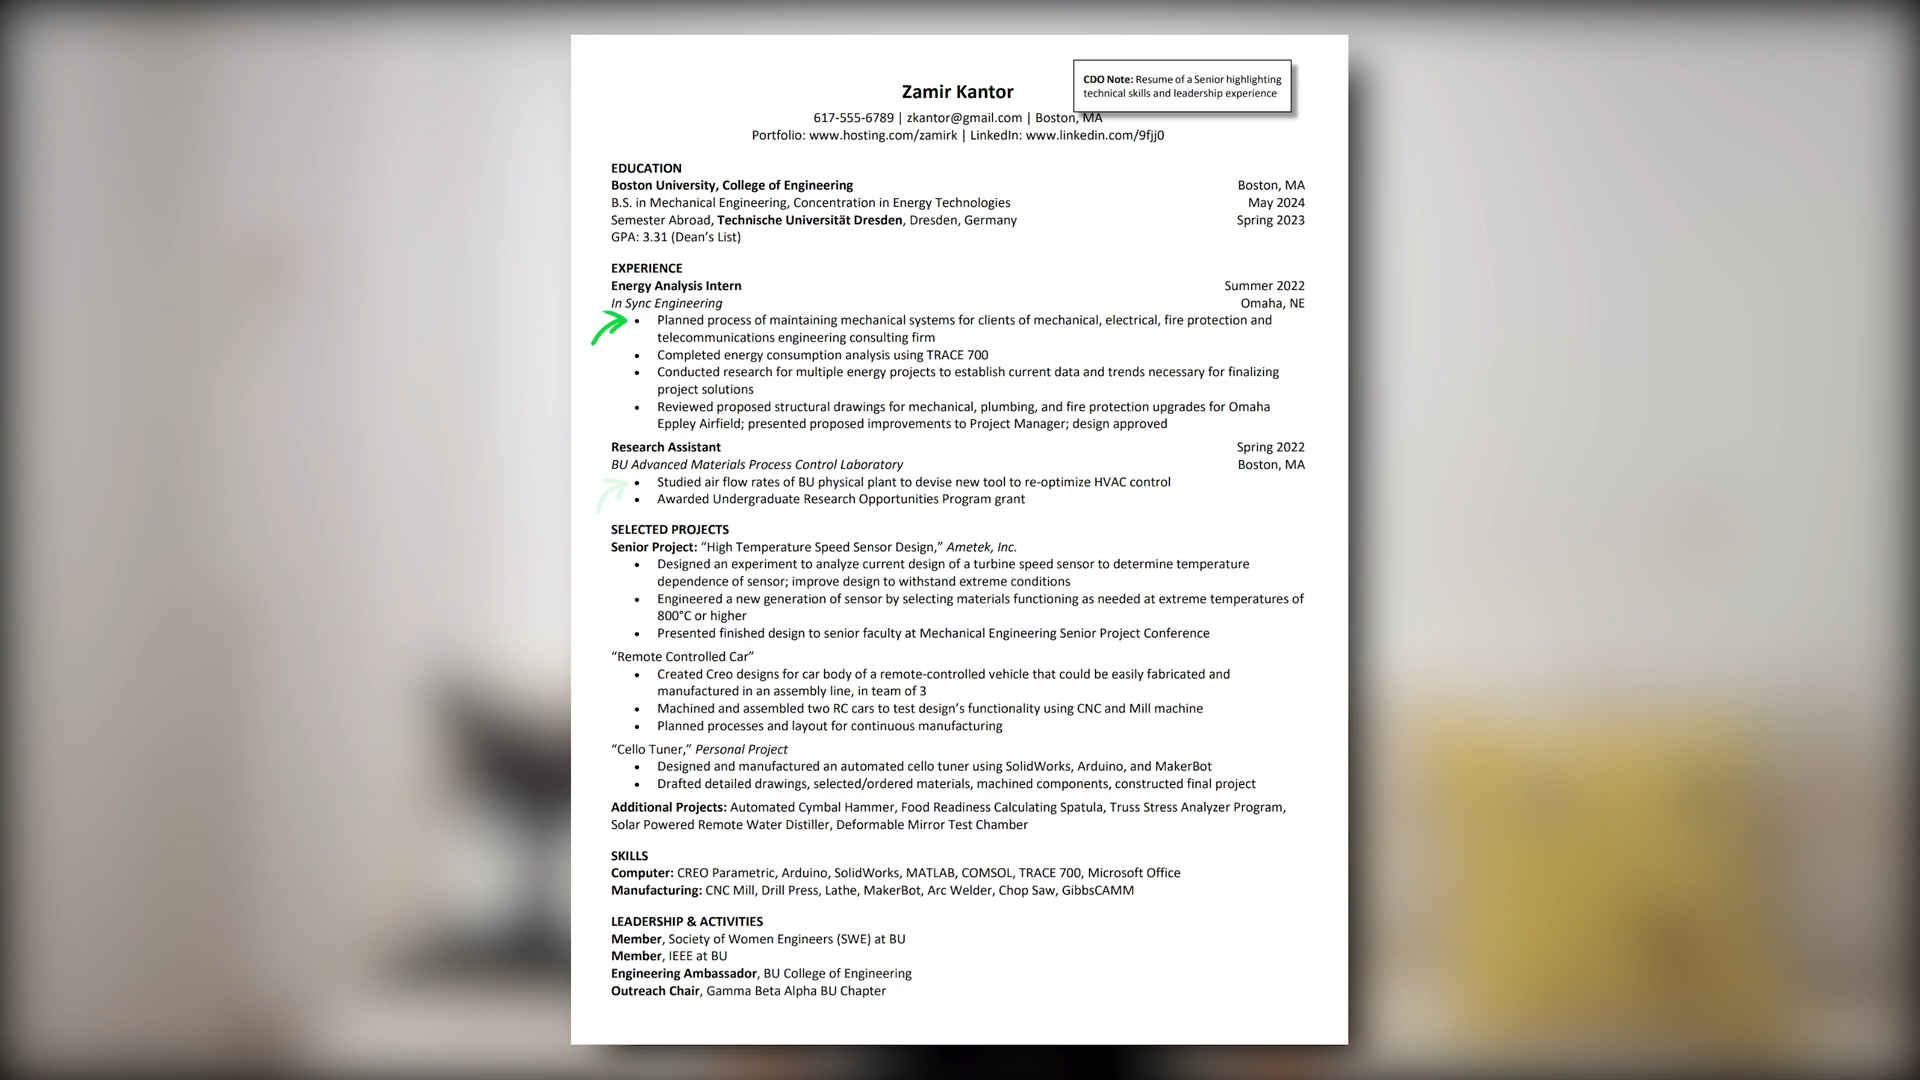 CDO Note: Resume of a Senior highlighting
technical skills and leadership experience
Zamir Kantor
617-555-6789 | zkantor@gmail.com | Boston, MA
Portfolio: www.hosting.com/zamirk | LinkedIn: www.linkedin.com/9fjj0
EDUCATION
Boston University, College of Engineering Boston, MA
B.S. in Mechanical Engineering, Concentration in Energy Technologies May 2024
Semester Abroad, Technische Universität Dresden, Dresden, Germany Spring 2023
GPA: 3.31 (Dean’s List)
EXPERIENCE
Energy Analysis Intern Summer 2022
In Sync Engineering Omaha, NE
• Planned process of maintaining mechanical systems for clients of mechanical, electrical, fire protection and
telecommunications engineering consulting firm
• Completed energy consumption analysis using TRACE 700
• Conducted research for multiple energy projects to establish current data and trends necessary for finalizing
project solutions
• Reviewed proposed structural drawings for mechanical, plumbing, and fire protection upgrades for Omaha
Eppley Airfield; presented proposed improvements to Project Manager; design approved
Research Assistant Spring 2022
BU Advanced Materials Process Control Laboratory Boston, MA
• Studied air flow rates of BU physical plant to devise new tool to re-optimize HVAC control
• Awarded Undergraduate Research Opportunities Program grant
SELECTED PROJECTS
Senior Project: “High Temperature Speed Sensor Design,” Ametek, Inc.
• Designed an experiment to analyze current design of a turbine speed sensor to determine temperature
dependence of sensor; improve design to withstand extreme conditions
• Engineered a new generation of sensor by selecting materials functioning as needed at extreme temperatures of
800°C or higher
• Presented finished design to senior faculty at Mechanical Engineering Senior Project Conference
“Remote Controlled Car”
• Created Creo designs for car body of a remote-controlled vehicle that could be easily fabricated and
manufactured in an assembly line, in team of 3
• Machined and assembled two RC cars to test design’s functionality using CNC and Mill machine
• Planned processes and layout for continuous manufacturing
“Cello Tuner,” Personal Project
• Designed and manufactured an automated cello tuner using SolidWorks, Arduino, and MakerBot
• Drafted detailed drawings, selected/ordered materials, machined components, constructed final project
Additional Projects: Automated Cymbal Hammer, Food Readiness Calculating Spatula, Truss Stress Analyzer Program,
Solar Powered Remote Water Distiller, Deformable Mirror Test Chamber
SKILLS
Computer: CREO Parametric, Arduino, SolidWorks, MATLAB, COMSOL, TRACE 700, Microsoft Office
Manufacturing: CNC Mill, Drill Press, Lathe, MakerBot, Arc Welder, Chop Saw, GibbsCAMM
LEADERSHIP & ACTIVITIES
Member, Society of Women Engineers (SWE) at BU
Member, IEEE at BU
Engineering Ambassador, BU College of Engineering
Outreach Chair, Gamma Beta Alpha BU Chapter